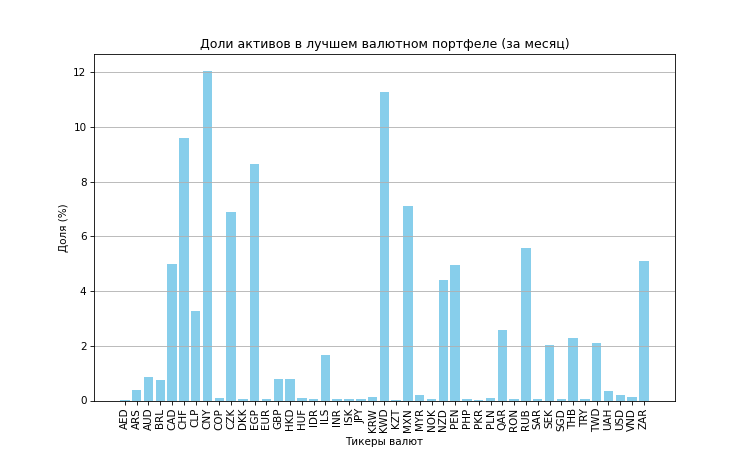 Доли активов в лучшем валютном портфеле (за месяц)
12
10
8
6
4
2
0
Доля (%)
AED ARS AUD BRL CAD CHF CLP CNY COP CZK DKK EGP EUR GBP HKD HUF IDR ILS INR ISK JPY KRW KWD KZT MXN MYR NOK NZD PEN PHP PKR PLN QAR RON RUB SAR SEK SGD THB TRY TWD UAH USD VND ZAR
Тикеры валют